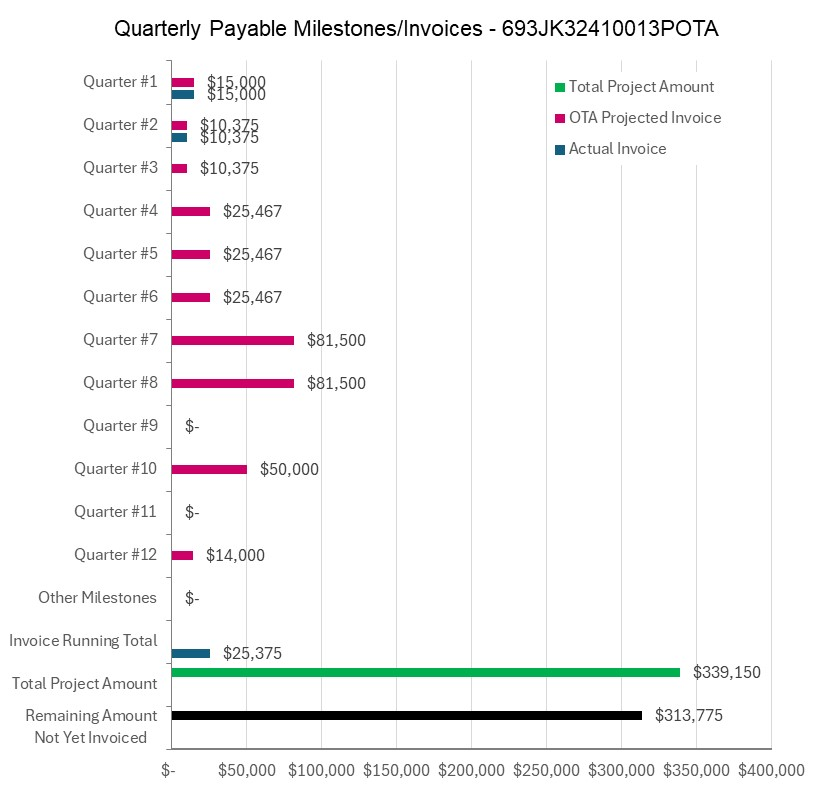 Quarterly Payable Milestones/Invoices - 693JK32410013POTA
Total Project Amount
OTA Projected Invoice
Actual Invoice
Quarter #1
$15,000
$15,000
Quarter #2
$10,375
$10,375
Quarter #3 $10,375
Quarter #4 $25,467
Quarter #5 $25,467
Quarter #6 $25,467
Quarter #7 $81,500
Quarter #8 $81,500
Quarter #9 $-
Quarter #10 $50,000
Quarter #11 $-
Quarter #12 $14,000
Other Milestones $-
Invoice Running Total
$25,375
$339,150
Total Project Amount
Remaining Amount $313,775
Not Yet Invoiced
$- $50,000 $100,000 $150,000 $200,000 $250,000 $300,000 $350,000 $400,000